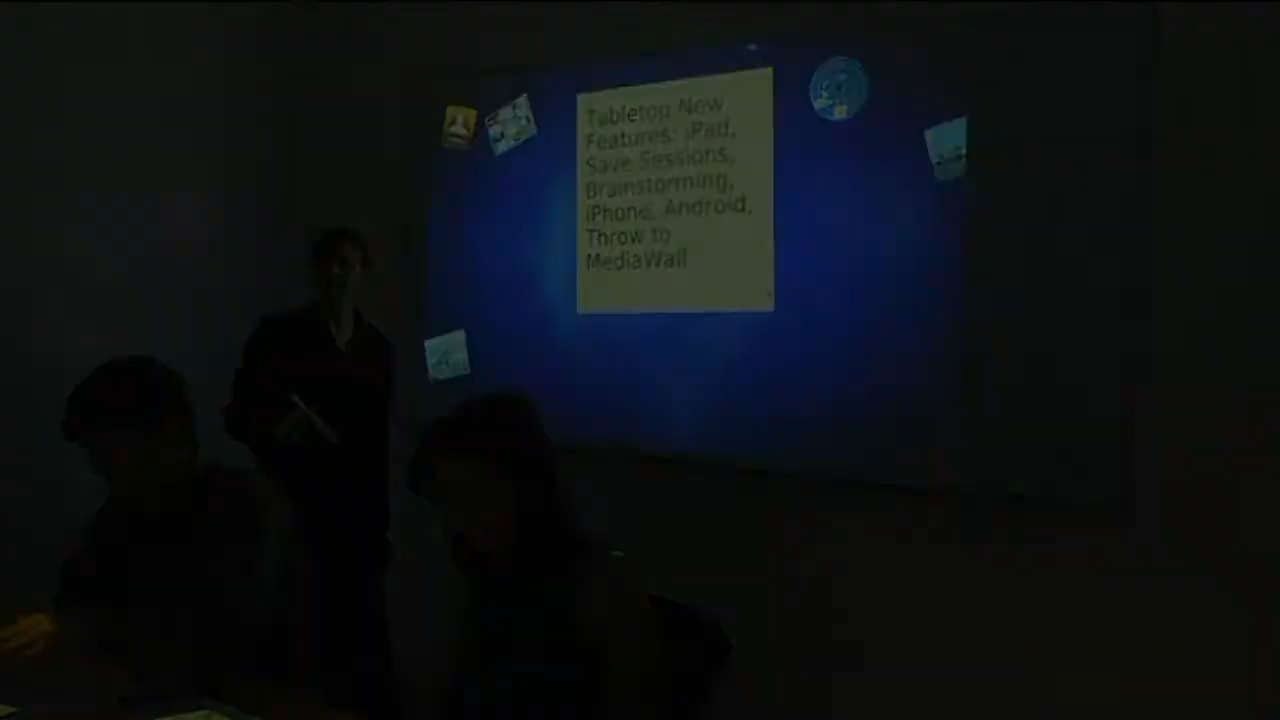 Tabletop New
Features: iPad,
Save Sessions,
Brainstorming,
iPhone, Android,
Throw to
MediaWall